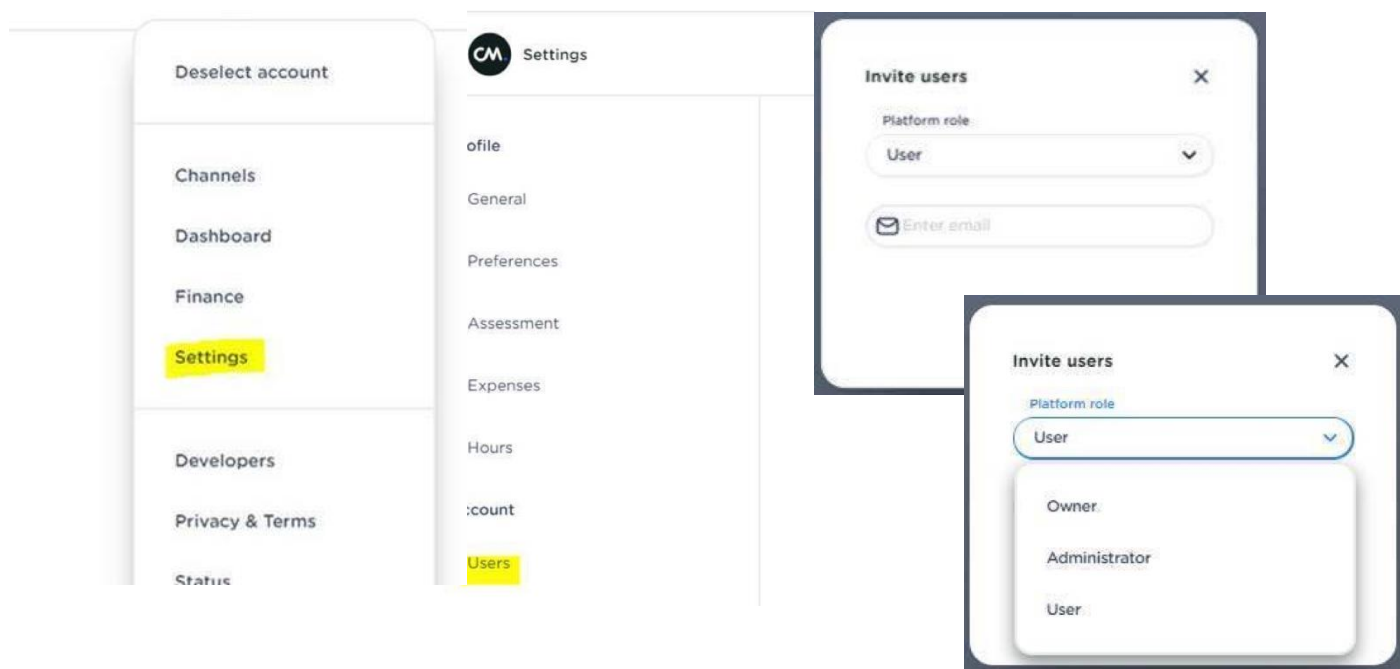 Deselect account
Channels
Dashboard
Finance
Settings
Developers
Privacy & Terms
Status
CM. Settings
ofile
General
Preferences
Assessment
Expenses
Hours
count
Users
Invite users
Platform role
User
Enter email
Invite users
Platform role
User
Owner
Administrator
User